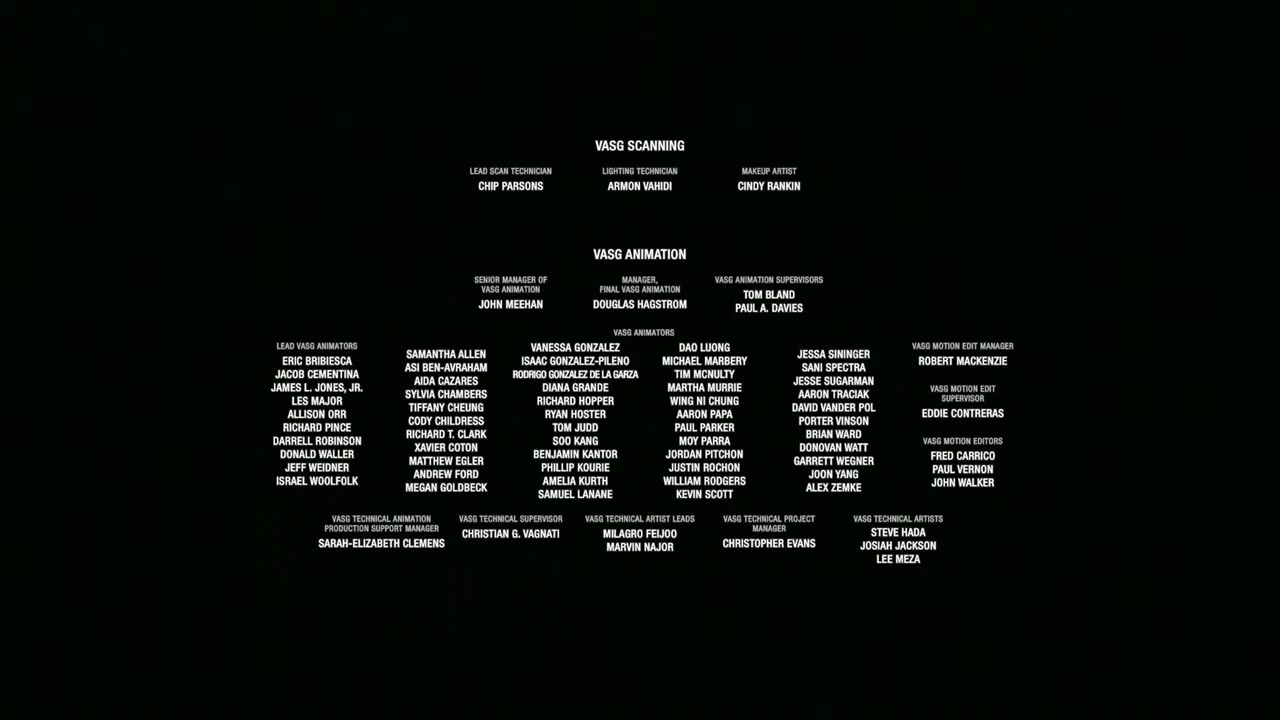 VASG SCANNING
LEAD SCAN TECHNICIAN
CHIP PARSONS
LIGHTING TECHNICIAN
ARMON VAHIDI
MAKEUP ARTIST
CINDY RANKIN
VASG ANIMATION
SENIOR MANAGER OF
VASG ANIMATION
JOHN MEEHAN
MANAGER,
FINAL VASG ANIMATION
DOUGLAS HAGSTROM
VASG ANIMATION SUPERVISORS
TOM BLAND
PAUL A. DAVIES
LEAD VASG ANIMATORS
ERIC BRIBIESCA
JACOB CEMENTINA
JAMES L. JONES, JR.
LES MAJOR
ALLISON ORR
RICHARD PINCE
DARRELL ROBINSON
DONALD WALLER
JEFF WEIDNER
ISRAEL WOOLFOLK
VASG ANIMATORS
SAMANTHA ALLEN
ASI BEN-AVRAHAM
AIDA CAZARES
SYLVIA CHAMBERS
TIFFANY CHEUNG
CODY CHILDRESS
RICHARD T. CLARK
XAVIER COTON
MATTHEW EGLER
ANDREW FORD
MEGAN GOLDBECK
VANESSA GONZALEZ
ISAAC GONZALEZ-PILENO
RODRIGO GONZALEZ DE LA GARZA
DIANA GRANDE
RICHARD HOPPER
RYAN HOSTER
TOM JUDD
SOO KANG
BENJAMIN KANTOR
PHILLIP KOURIE
AMELIA KURTH
SAMUEL LANANE
DAO LUONG
MICHAEL MARBERY
TIM MCNULTY
MARTHA MURRIE
WING NI CHUNG
AARON PAPA
PAUL PARKER
MOY PARRA
JORDAN PITCHON
JUSTIN ROCHON
WILLIAM RODGERS
KEVIN SCOTT
JESSA SININGER
SANI SPECTRA
JESSE SUGARMAN
AARON TRACIAK
DAVID VANDER POL
PORTER VINSON
BRIAN WARD
DONOVAN WATT
GARRETT WEGNER
JOON YANG
ALEX ZEMKE
VASG MOTION EDIT MANAGER
ROBERT MACKENZIE
VASG MOTION EDIT
SUPERVISOR
EDDIE CONTRERAS
VASG MOTION EDITORS
FRED CARRICO
PAUL VERNON
JOHN WALKER
VASG TECHNICAL ANIMATION
PRODUCTION SUPPORT MANAGER
SARAH-ELIZABETH CLEMENS
VASG TECHNICAL SUPERVISOR
CHRISTIAN G. VAGNATI
VASG TECHNICAL ARTIST LEADS
MILAGRO FEIJOO
MARVIN NAJOR
VASG TECHNICAL PROJECT
MANAGER
CHRISTOPHER EVANS
VASG TECHNICAL ARTISTS
STEVE HADA
JOSIAH JACKSON
LEE MEZA